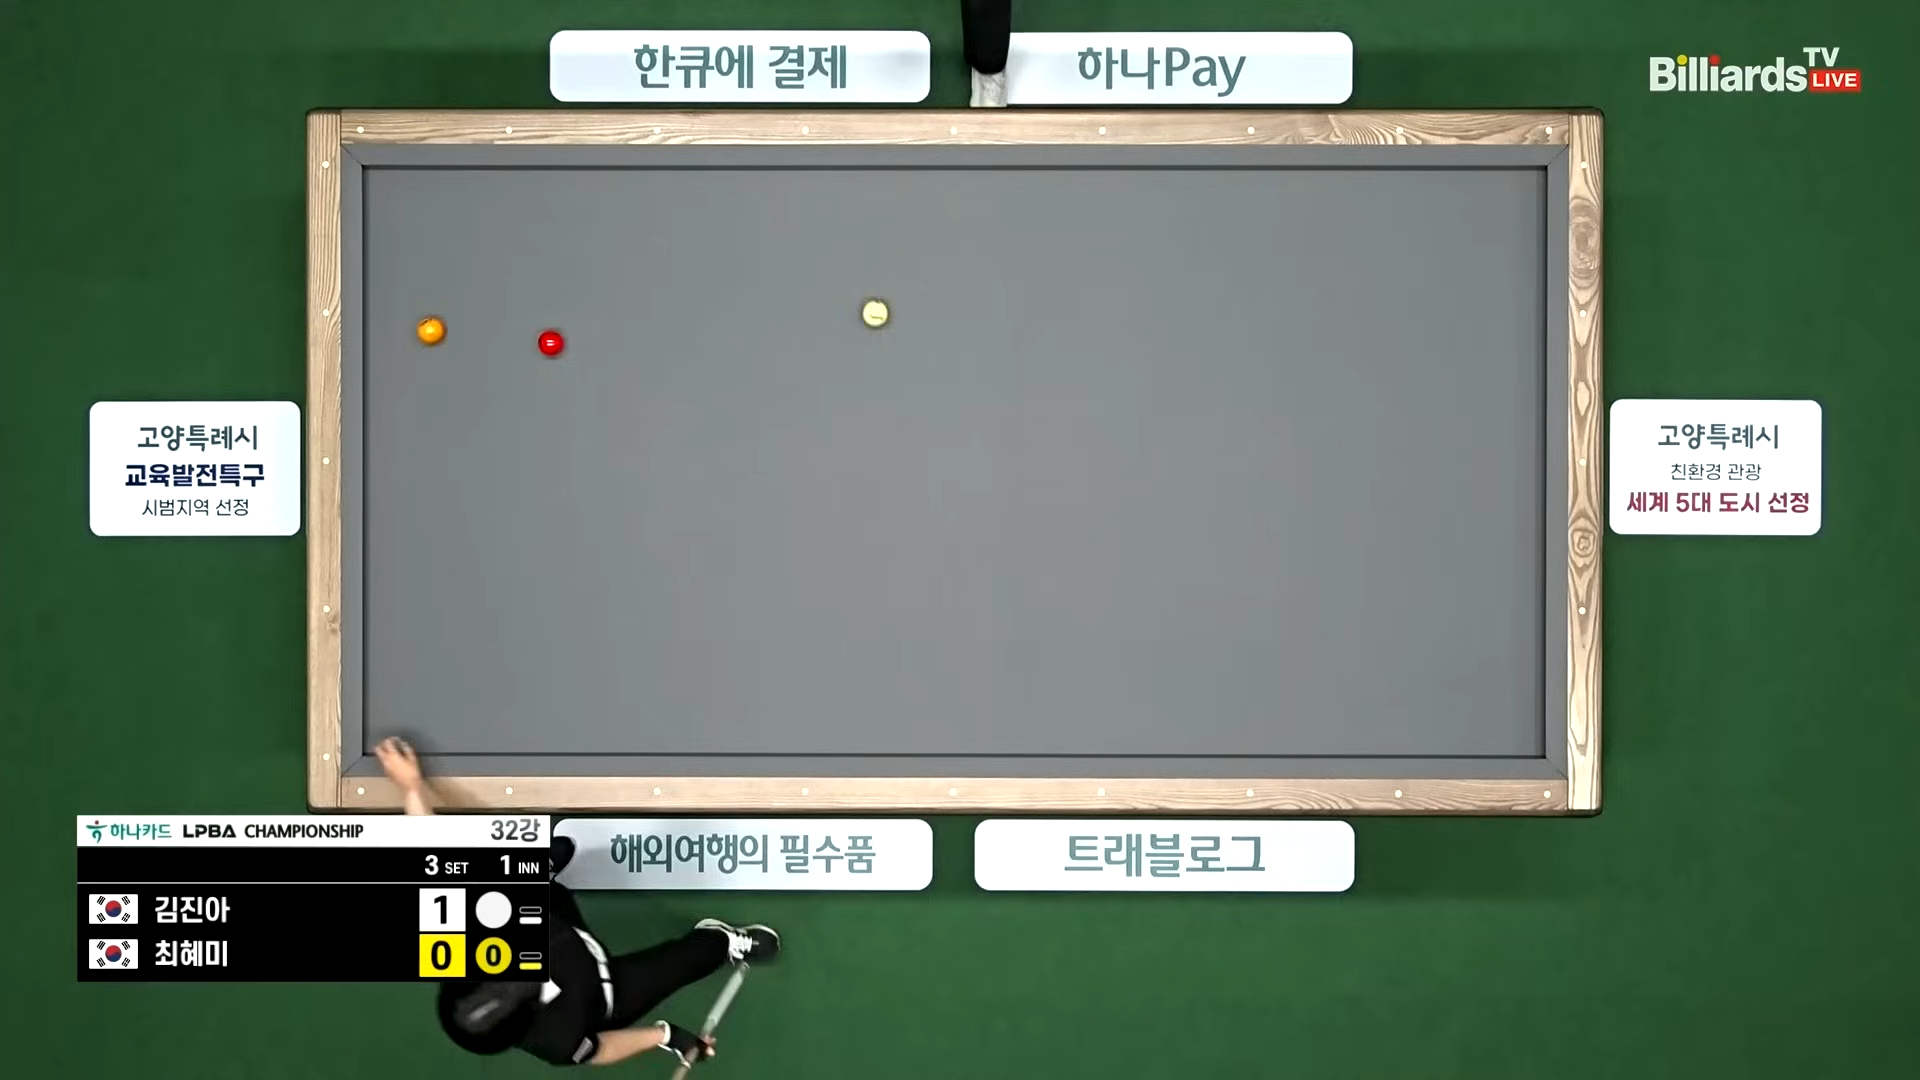 한큐에 결제
하나Pay
Billiards TV
LIVE
고양특례시
교육발전특구
시범지역 선정
고양특례시
친환경 관광
세계 5대 도시 선정
하나카드 LPBA CHAMPIONSHIP 32강
3 SET 1 INN
김진아 1
최혜미 0 0
해외여행의 필수품
트래블로그